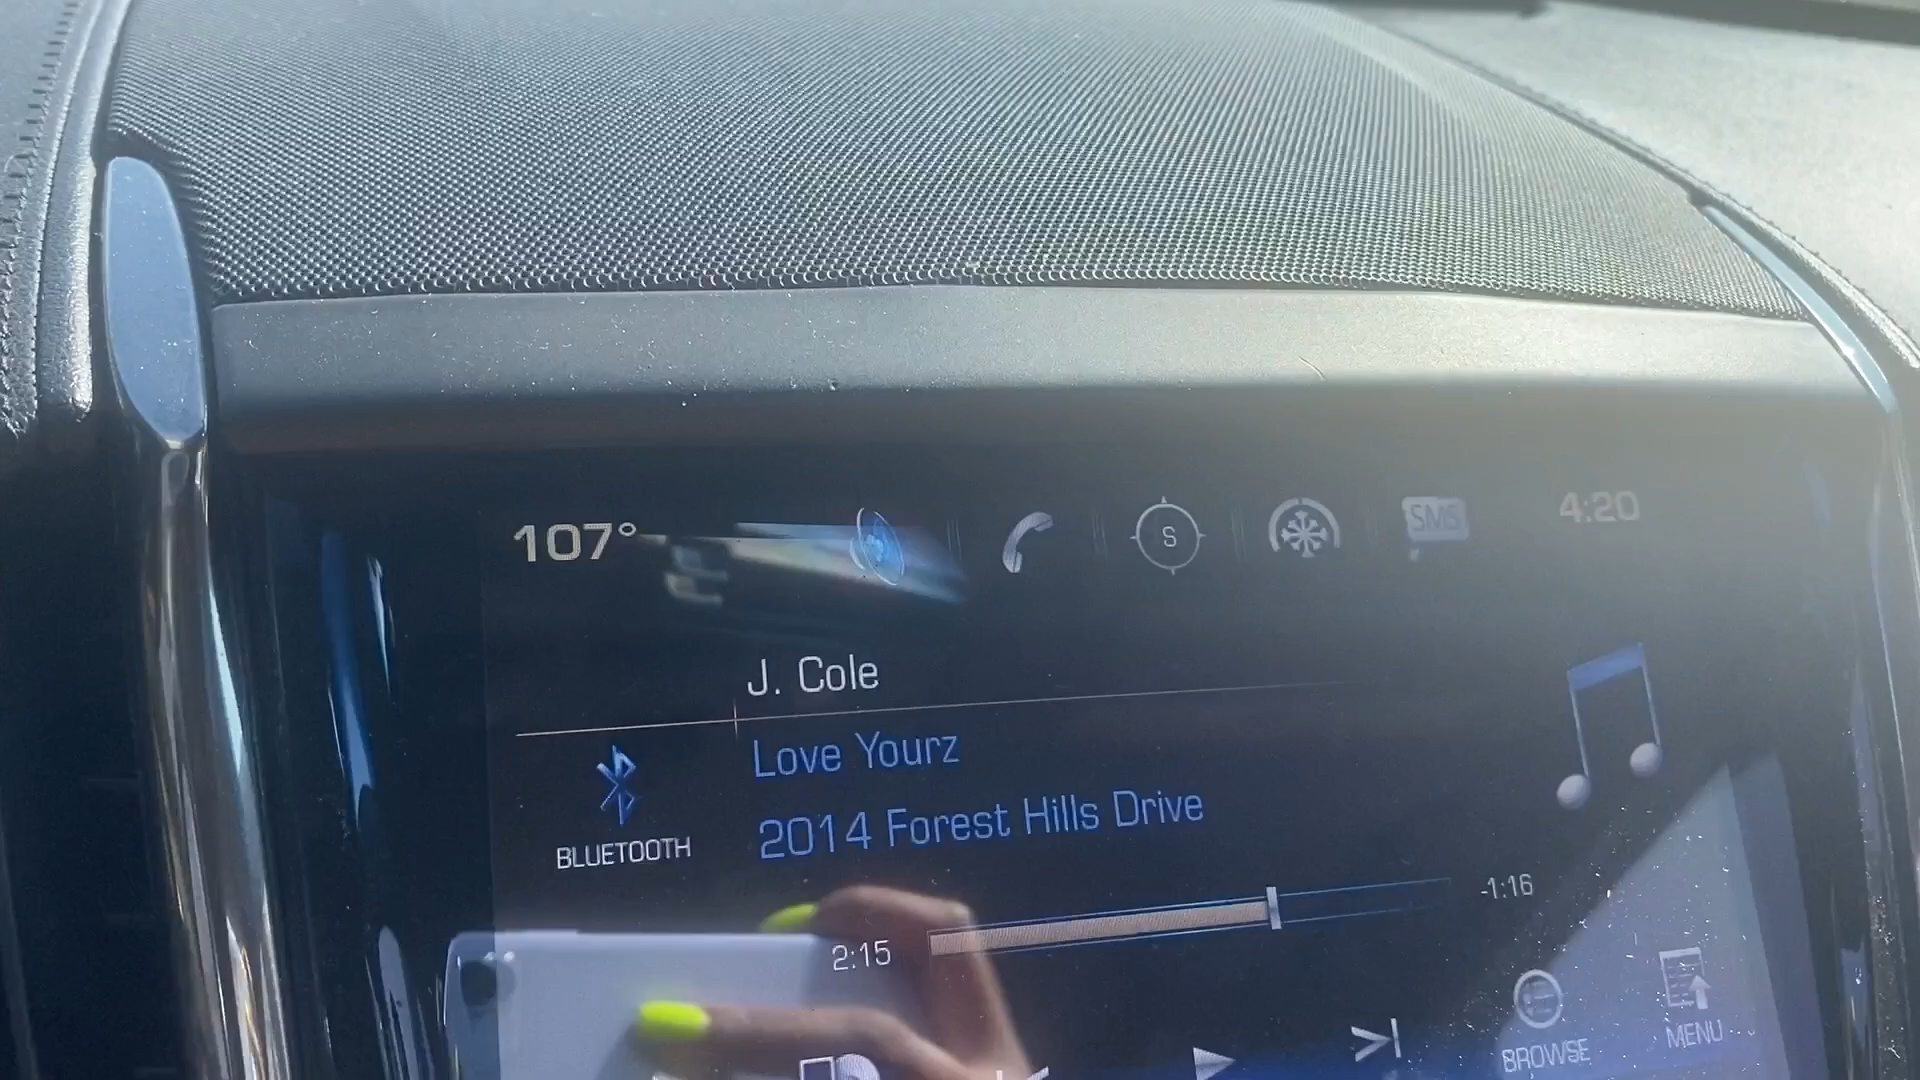 107°
S
SMS
4:20
J. Cole
Love Yourz
BLUETOOTH
2014 Forest Hills Drive
2:15
-1:16
BROWSE
MENU